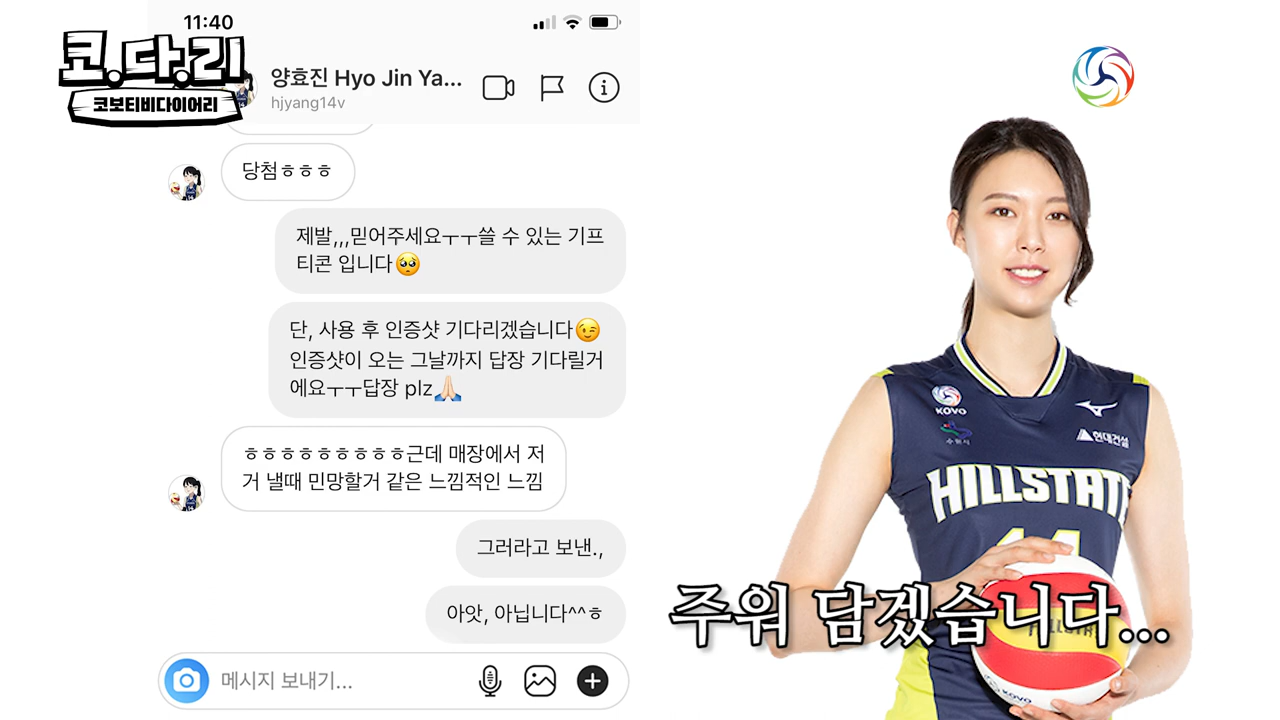 11:40
코.다.리
코보티비다이어리
양효진 Hyo Jin Ya...
hjyang14v
당첨ㅎㅎㅎ
제발,,,믿어주세요ㅜㅜ쓸 수 있는 기프
티콘 입니다🥺
단, 사용 후 인증샷 기다리겠습니다😉
인증샷이 오는 그날까지 답장 기다릴거
에요ㅜㅜ답장 plz🙏🏻
ㅎㅎㅎㅎㅎㅎㅎㅎㅎ근데 매장에서 저
거 낼때 민망할거 같은 느낌적인 느낌
그러라고 보낸.,
아앗, 아닙니다^^ㅎ
메시지 보내기...
KOVO
수원시
현대건설
HILLSTATE
14
주워 담겠습니다...
HILLSTATE
KOVO